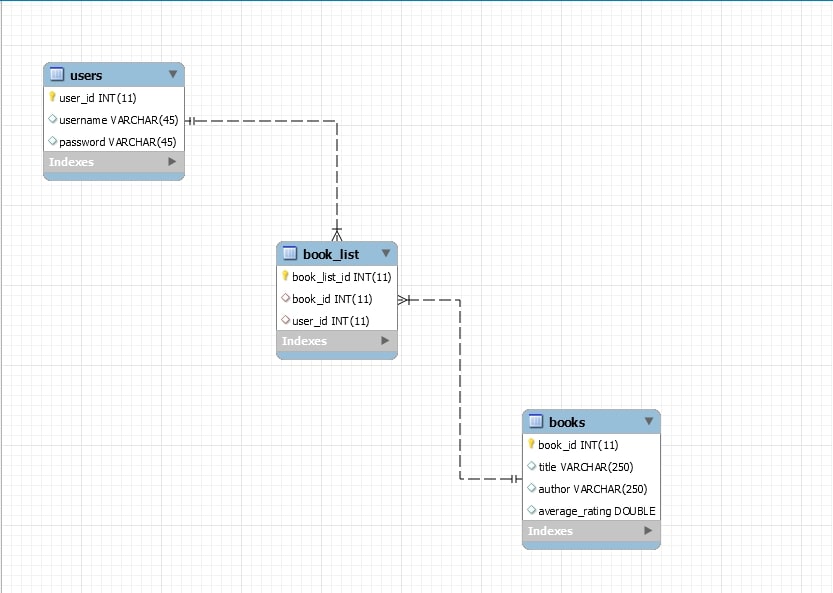 users
user_id INT(11)
username VARCHAR(45)
password VARCHAR(45)
Indexes
book_list
book_list_id INT(11)
book_id INT(11)
user_id INT(11)
Indexes
books
book_id INT(11)
title VARCHAR(250)
author VARCHAR(250)
average_rating DOUBLE
Indexes